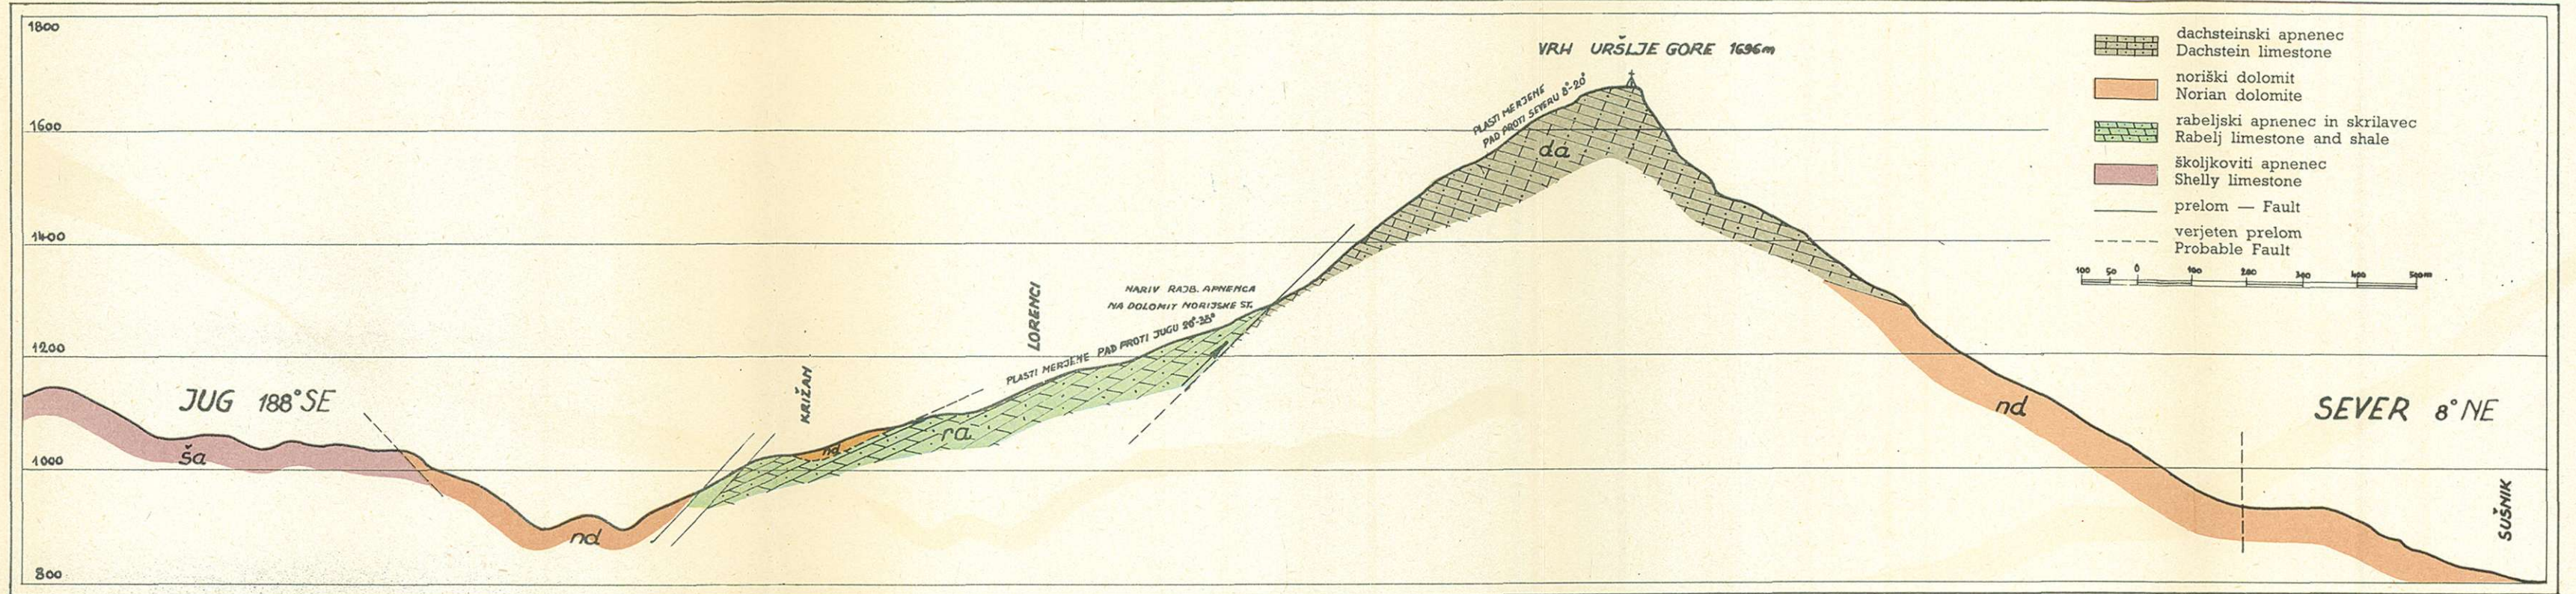 1800
1600
1400
1200
1000
800
VRH URŠLJE GORE 1696m
PLASTI MERJENE
PAD PROTI SEVERU 8°-20°
da
NARIV RAJB. APNENCA
NA DOLOMIT NORIJSKE ST.
PLASTI MERJENE PAD PROTI JUGU 20°-35°
LORENCI
KRIŽAN
JUG 188° SE
ša
nd
nd
ra
nd
SEVER 8° NE
SUŠNIK
dachsteinski apnenec
Dachstein limestone
noriški dolomit
Norian dolomite
rabeljski apnenec in skrilavec
Rabelj limestone and shale
školjkoviti apnenec
Shelly limestone
prelom — Fault
verjeten prelom
Probable Fault
100 50 0 100 200 300 400 500m